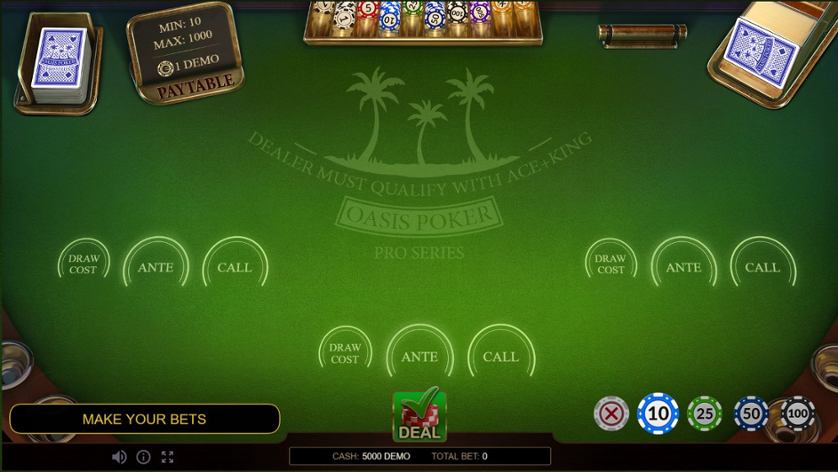 MIN: 10
MAX: 1000
1 DEMO
PAYTABLE
DEALER MUST QUALIFY WITH ACE+KING
OASIS POKER
PRO SERIES
DRAW COST
ANTE
CALL
DRAW COST
ANTE
CALL
DRAW COST
ANTE
CALL
MAKE YOUR BETS
DEAL
10
25
50
100
CASH: 5000 DEMO TOTAL BET: 0